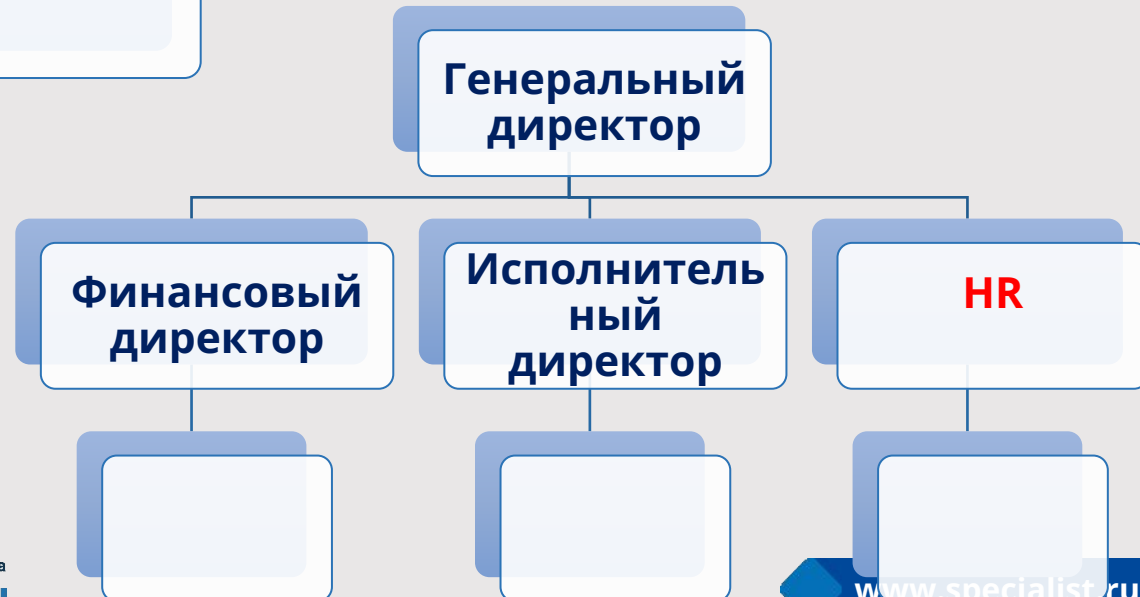 Генеральный
директор
Финансовый
директор
Исполнитель
ный
директор
HR
а
www.specialist.ru